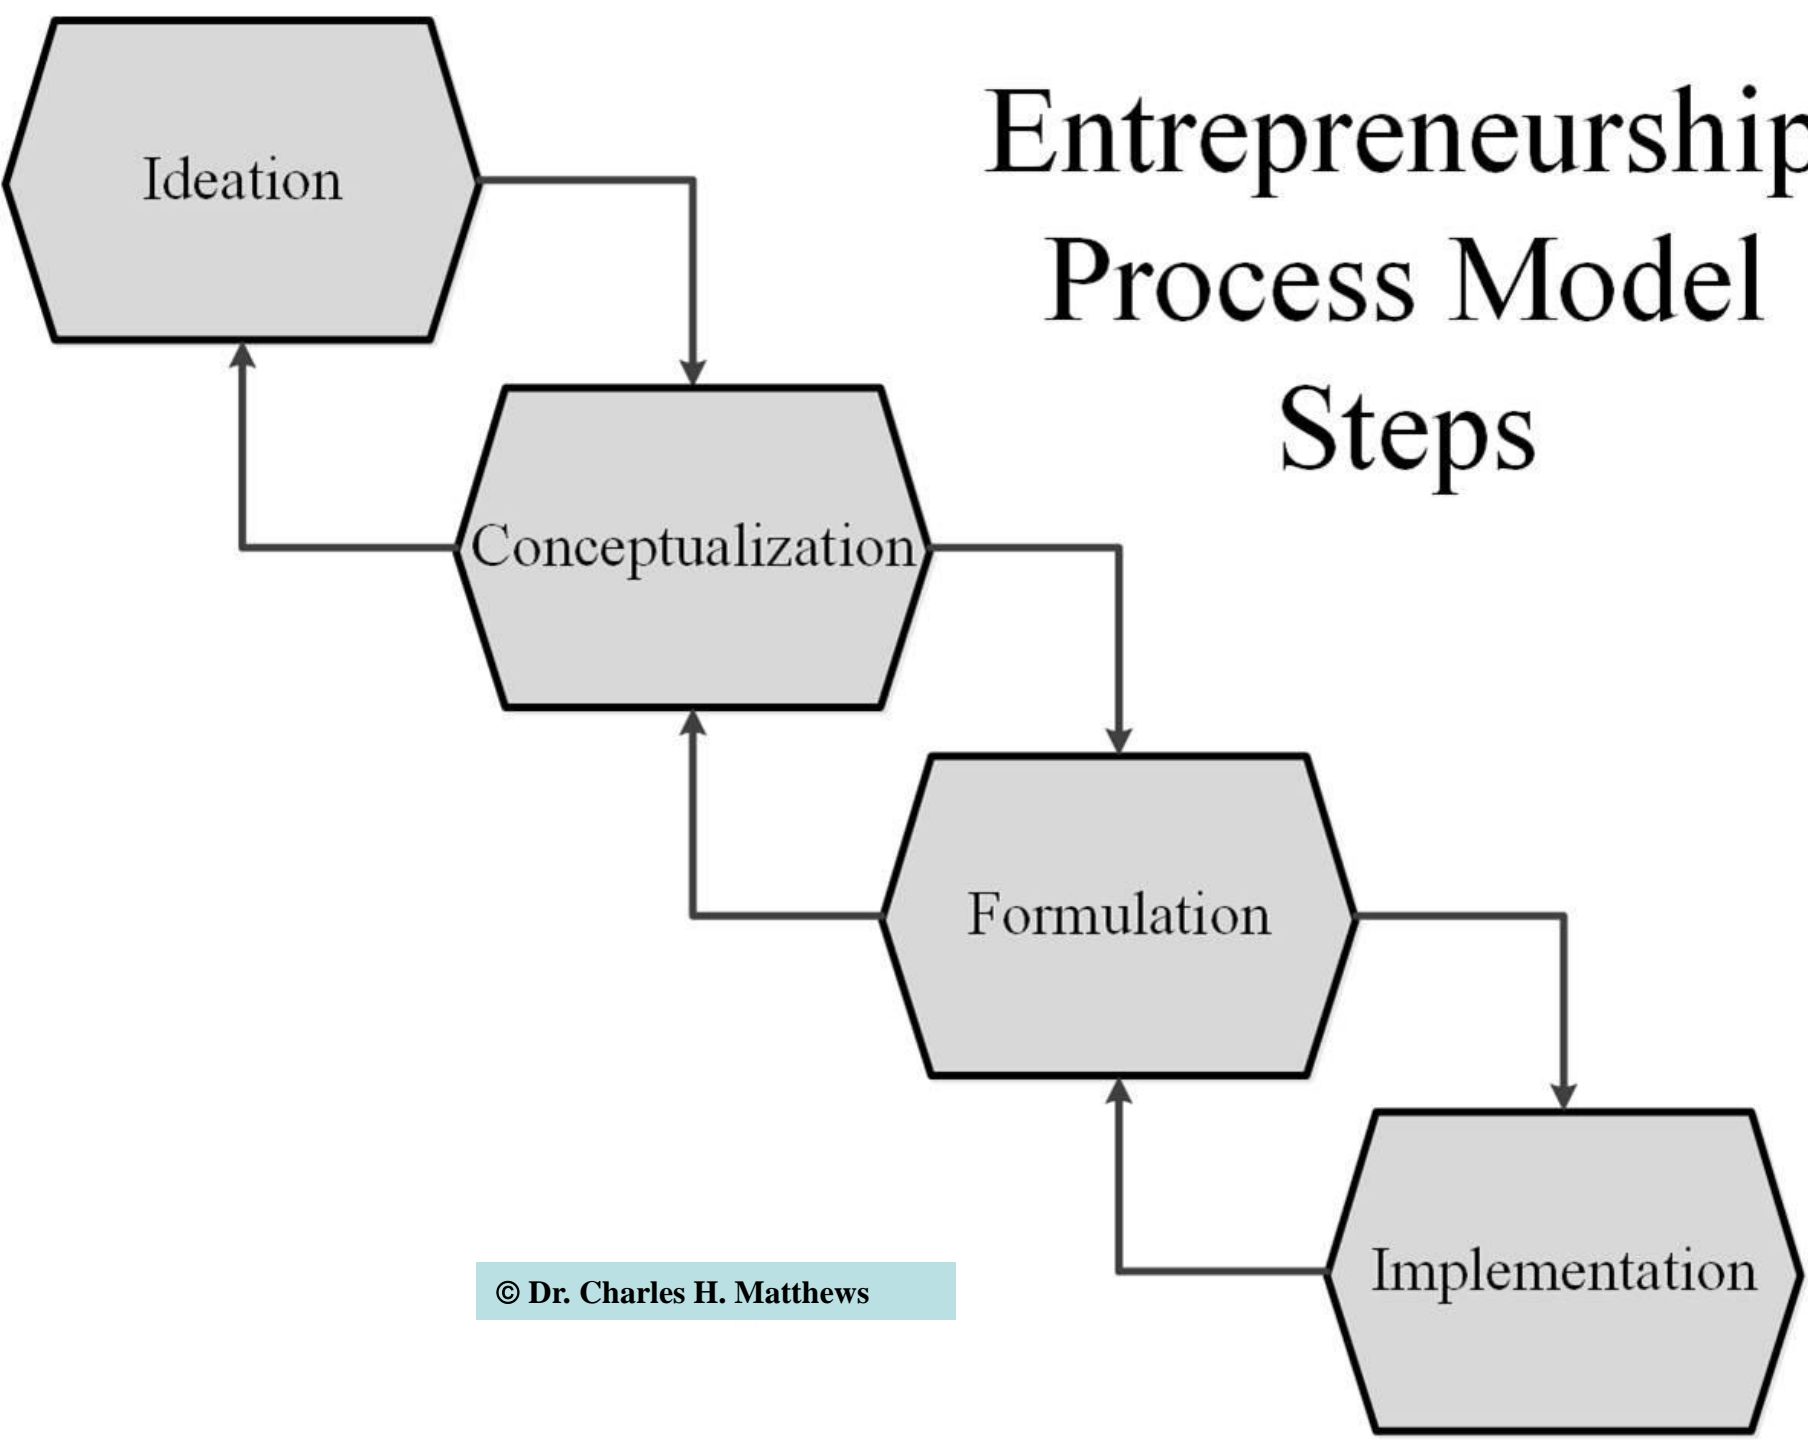 Entrepreneurship
Process Model
Steps
Ideation
Conceptualization
Formulation
Implementation
© Dr. Charles H. Matthews